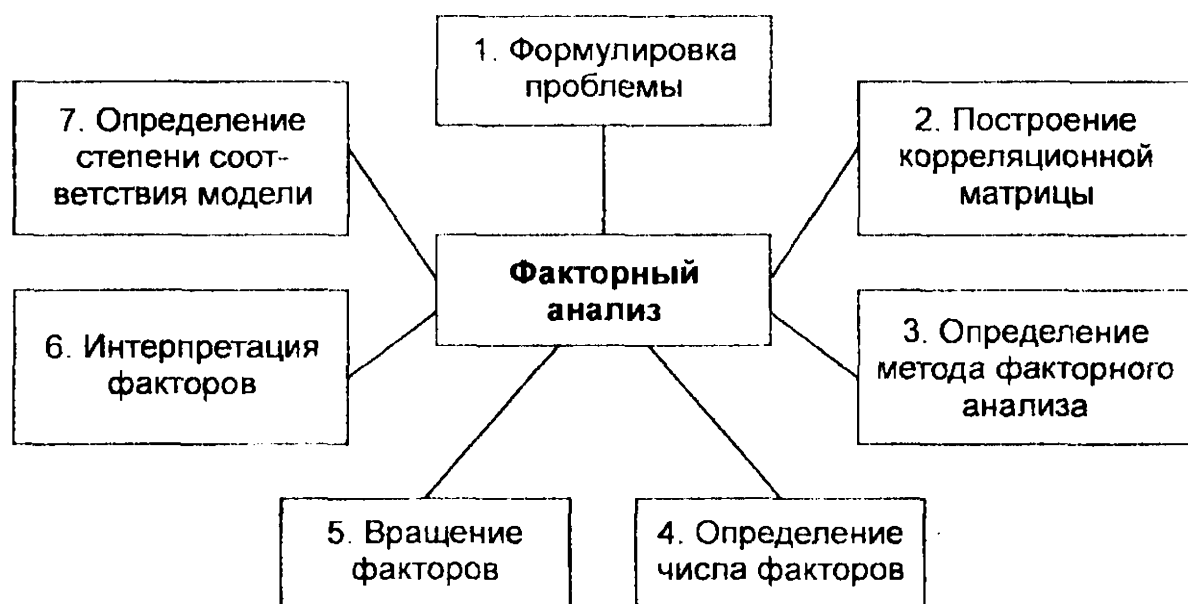 1. Формулировка
проблемы
2. Построение
корреляционной
матрицы
3. Определение
метода факторного
анализа
4. Определение
числа факторов
5. Вращение
факторов
6. Интерпретация
факторов
7. Определение
степени соот-
ветствия модели
Факторный
анализ